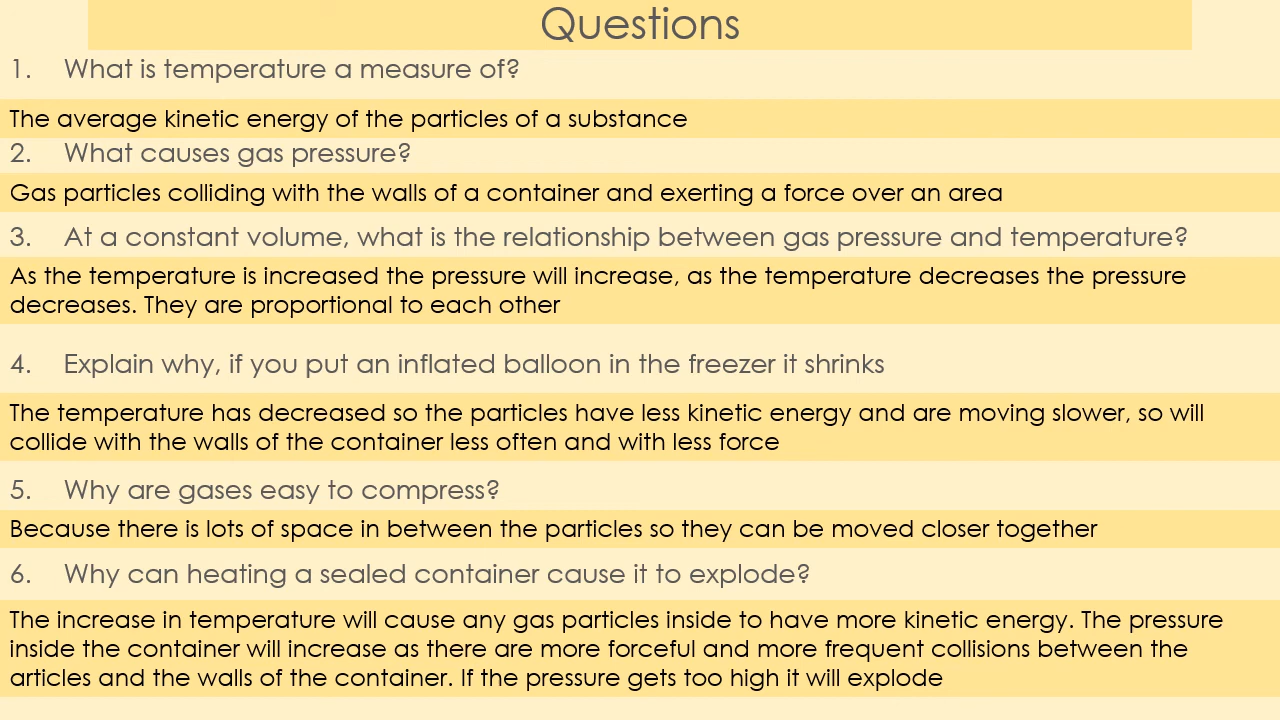 Questions
1. What is temperature a measure of?
The average kinetic energy of the particles of a substance
2. What causes gas pressure?
Gas particles colliding with the walls of a container and exerting a force over an area
3. At a constant volume, what is the relationship between gas pressure and temperature?
As the temperature is increased the pressure will increase, as the temperature decreases the pressure
decreases. They are proportional to each other
4. Explain why, if you put an inflated balloon in the freezer it shrinks
The temperature has decreased so the particles have less kinetic energy and are moving slower, so will
collide with the walls of the container less often and with less force
5. Why are gases easy to compress?
Because there is lots of space in between the particles so they can be moved closer together
6. Why can heating a sealed container cause it to explode?
The increase in temperature will cause any gas particles inside to have more kinetic energy. The pressure
inside the container will increase as there are more forceful and more frequent collisions between the
articles and the walls of the container. If the pressure gets too high it will explode